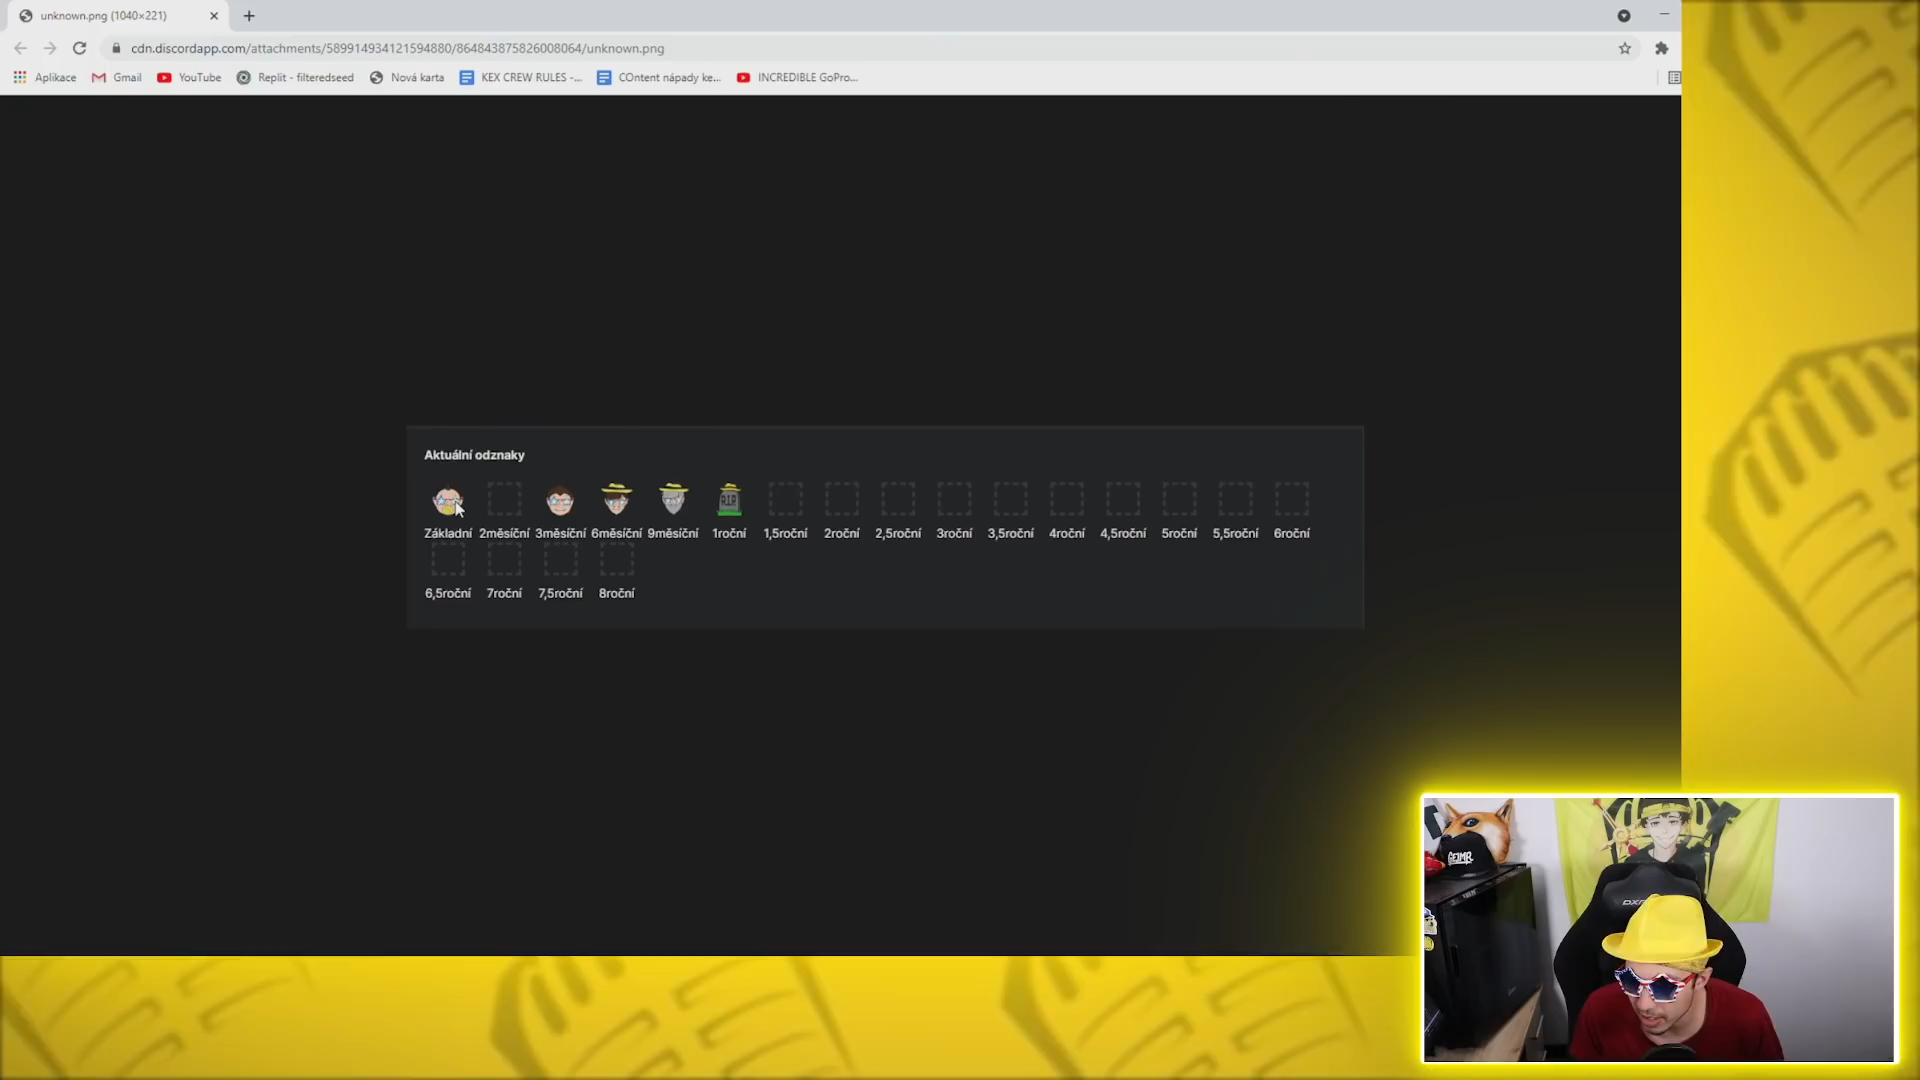 unknown.png (1040×221)
cdn.discordapp.com/attachments/589914934121594880/864843875826008064/unknown.png
Aplikace Gmail YouTube Replit - filteredseed Nová karta KEX CREW RULES -... COntent nápady ke... INCREDIBLE GoPro...
Aktuální odznaky
RIP
Základní 2měsíční 3měsíční 6měsíční 9měsíční 1roční 1,5roční 2roční 2,5roční 3roční 3,5roční 4roční 4,5roční 5roční 5,5roční 6roční
6,5roční 7roční 7,5roční 8roční
GEJMR